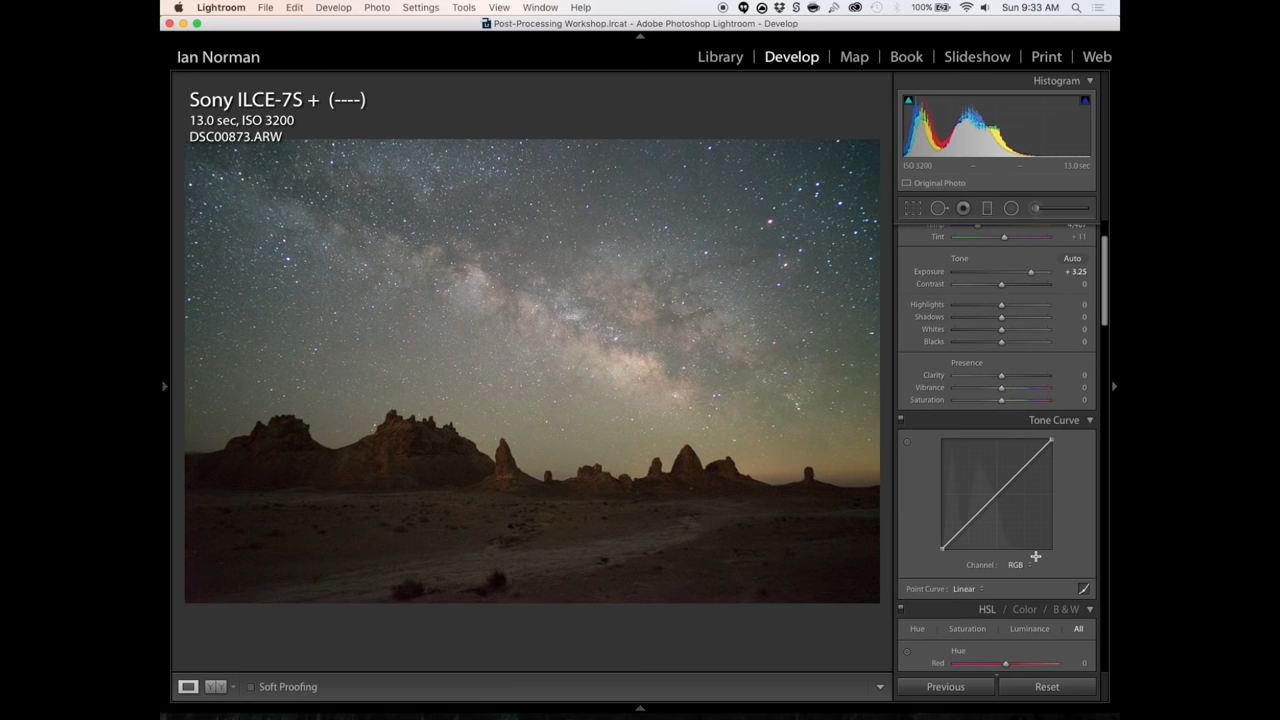 Lightroom File Edit Develop Photo Settings Tools View Window Help 100% Sun 9:33 AM
Post-Processing Workshop.lrcat - Adobe Photoshop Lightroom - Develop
Ian Norman
Library | Develop | Map | Book | Slideshow | Print | Web
Sony ILCE-7S + (----)
13.0 sec, ISO 3200
DSC00873.ARW
Histogram
ISO 3200 – – 13.0 sec
Original Photo
Tint + 11
Tone Auto
Exposure + 3.25
Contrast 0
Highlights 0
Shadows 0
Whites 0
Blacks 0
Presence
Clarity 0
Vibrance 0
Saturation 0
Tone Curve
Channel : RGB
Point Curve : Linear
HSL / Color / B & W
Hue Saturation Luminance All
Hue
Red 0
Previous Reset
Y Y Soft Proofing